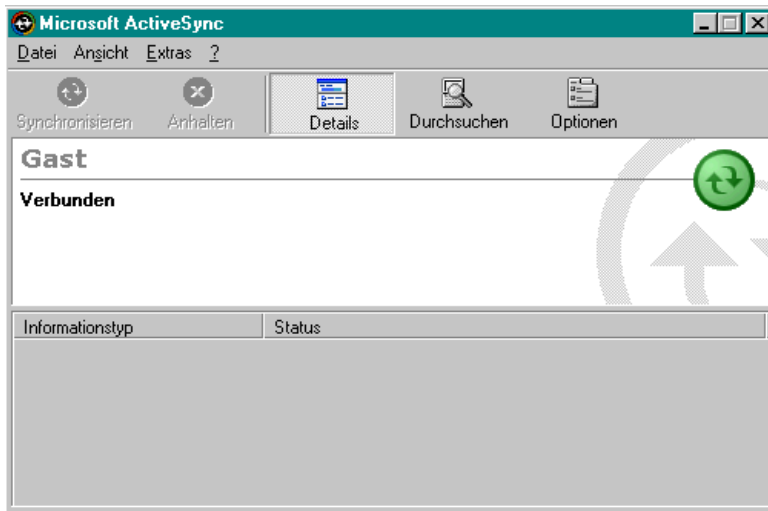 Microsoft ActiveSync
Datei Ansicht Extras ?
Synchronisieren Anhalten Details Durchsuchen Optionen
Gast
Verbunden
Informationstyp Status